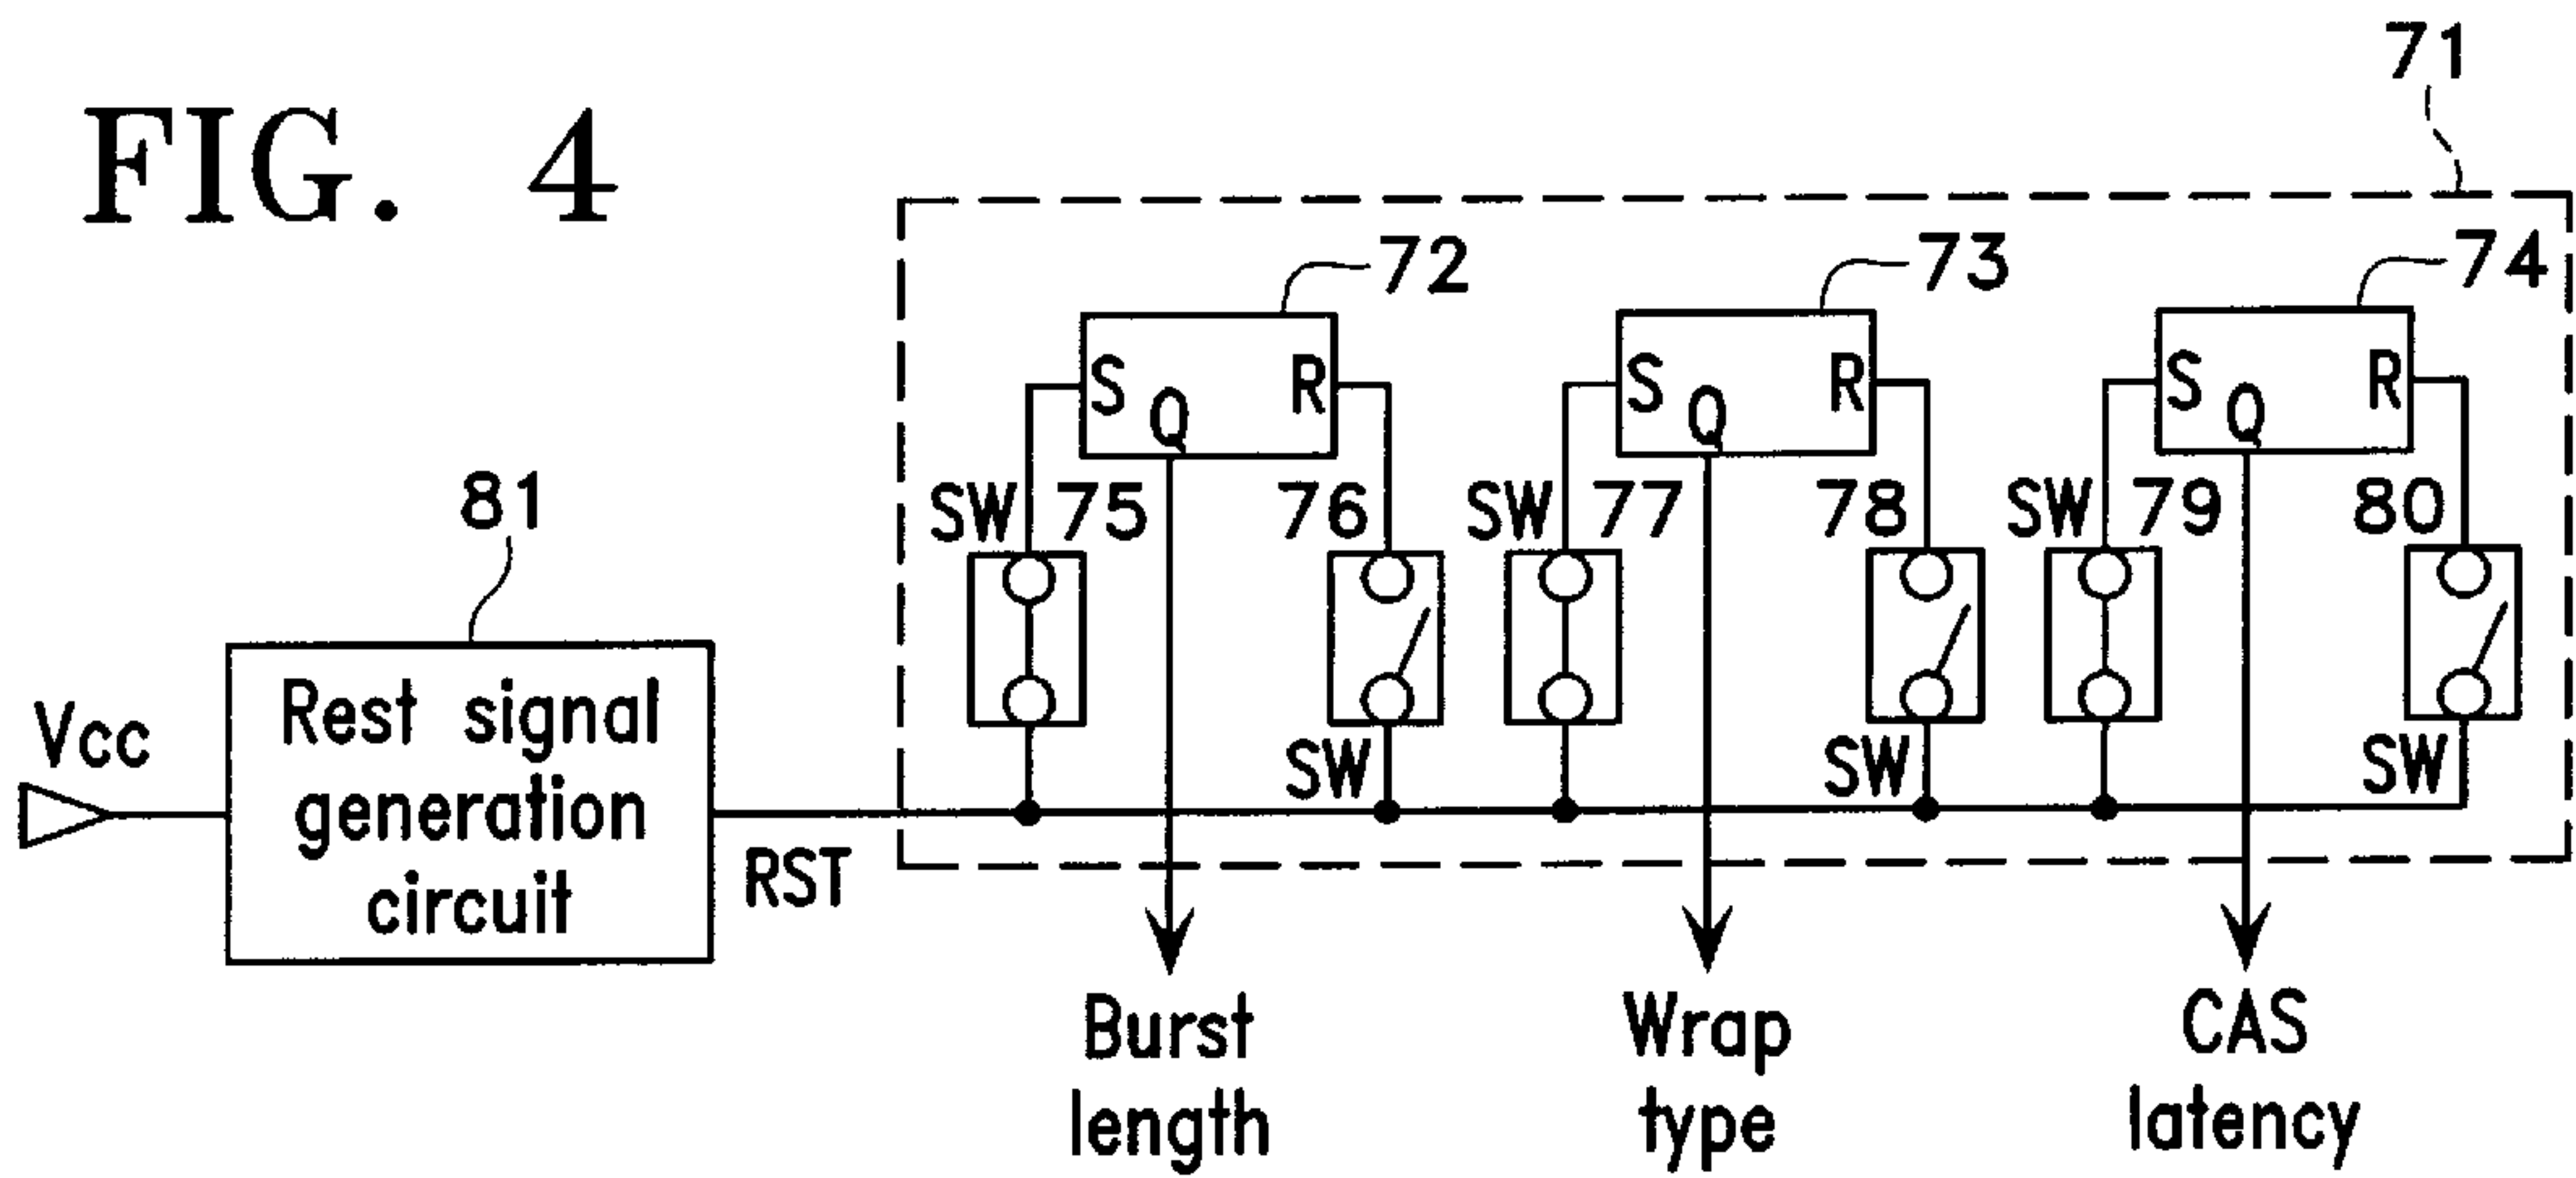 FIG. 4
71
72
73
74
S Q R
S Q R
S Q R
SW 75
76
SW 77
78
SW 79
80
81
Vcc
Rest signal
generation
circuit
SW
SW
SW
RST
Burst
length
Wrap
type
CAS
latency